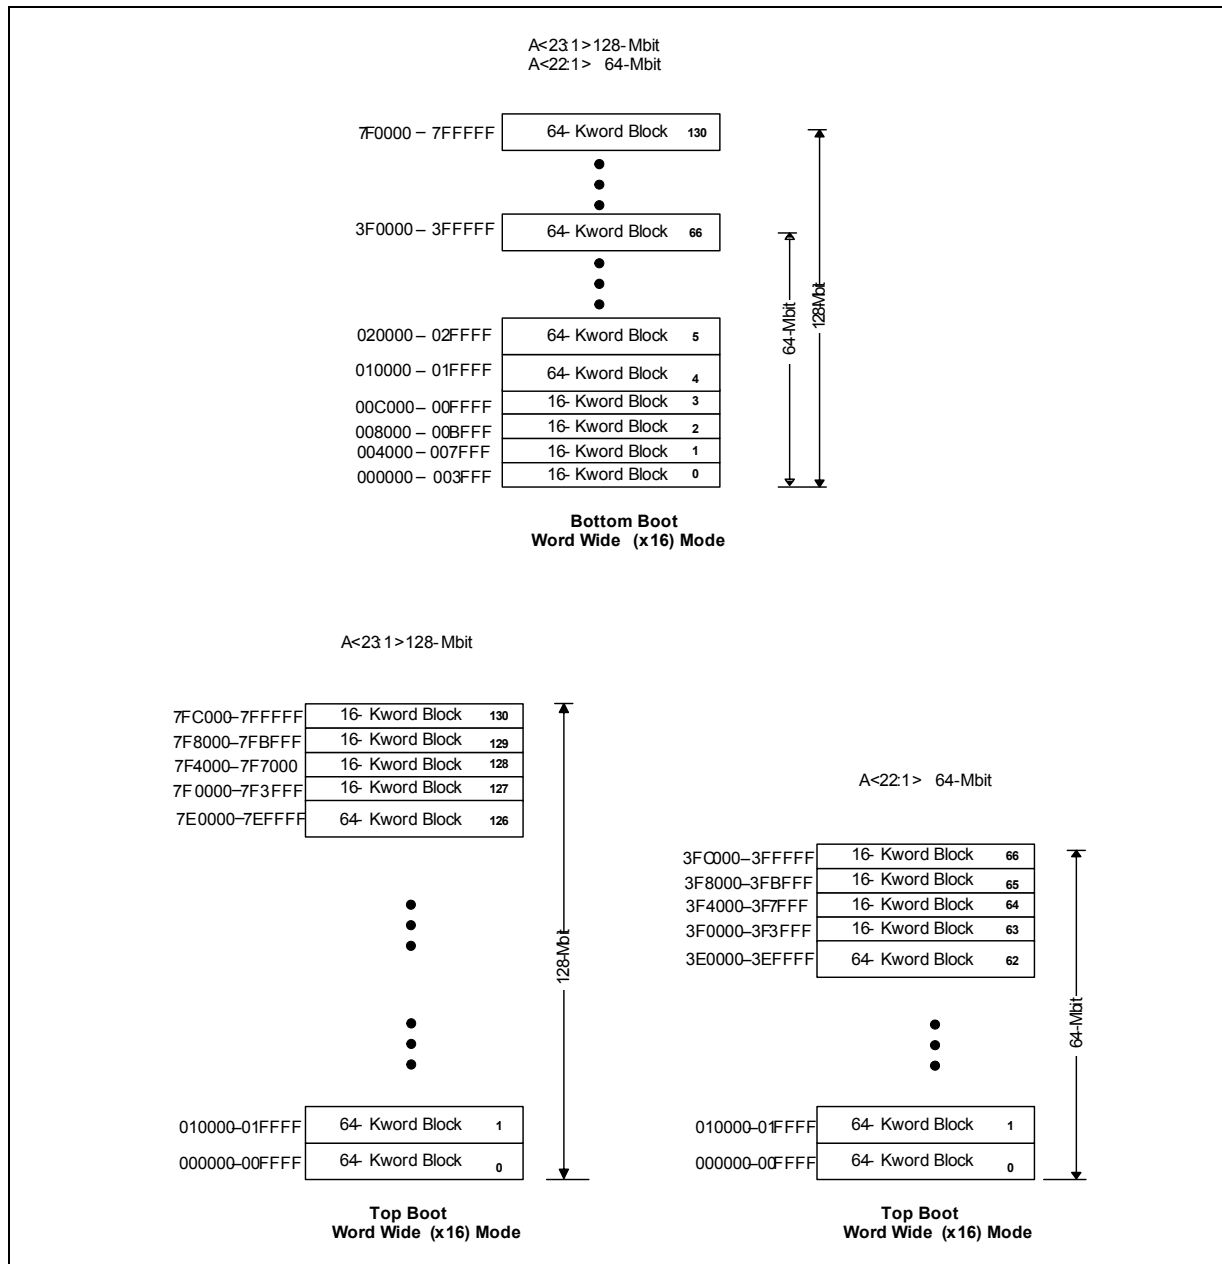 A<23:1>128-Mbit
A<22:1> 64-Mbit
7F0000 – 7FFFFF 64- Kword Block 130
3F0000 – 3FFFFF 64- Kword Block 66
020000 – 02FFFF 64- Kword Block 5
010000 – 01FFFF 64- Kword Block 4
00C000 – 00FFFF 16- Kword Block 3
008000 – 00BFFF 16- Kword Block 2
004000 – 007FFF 16- Kword Block 1
000000 – 003FFF 16- Kword Block 0
64-Mbit
128-Mbit
Bottom Boot
Word Wide (x16) Mode
A<23:1>128-Mbit
7FC000–7FFFFF 16- Kword Block 130
7F8000–7FBFFF 16- Kword Block 129
7F4000–7F7000 16- Kword Block 128
7F0000–7F3FFF 16- Kword Block 127
7E0000–7EFFFF 64- Kword Block 126
128-Mbit
010000–01FFFF 64- Kword Block 1
000000–00FFFF 64- Kword Block 0
Top Boot
Word Wide (x16) Mode
A<22:1> 64-Mbit
3FC000–3FFFFF 16- Kword Block 66
3F8000–3FBFFF 16- Kword Block 65
3F4000–3F7FFF 16- Kword Block 64
3F0000–3F3FFF 16- Kword Block 63
3E0000–3EFFFF 64- Kword Block 62
64-Mbit
010000–01FFFF 64- Kword Block 1
000000–00FFFF 64- Kword Block 0
Top Boot
Word Wide (x16) Mode